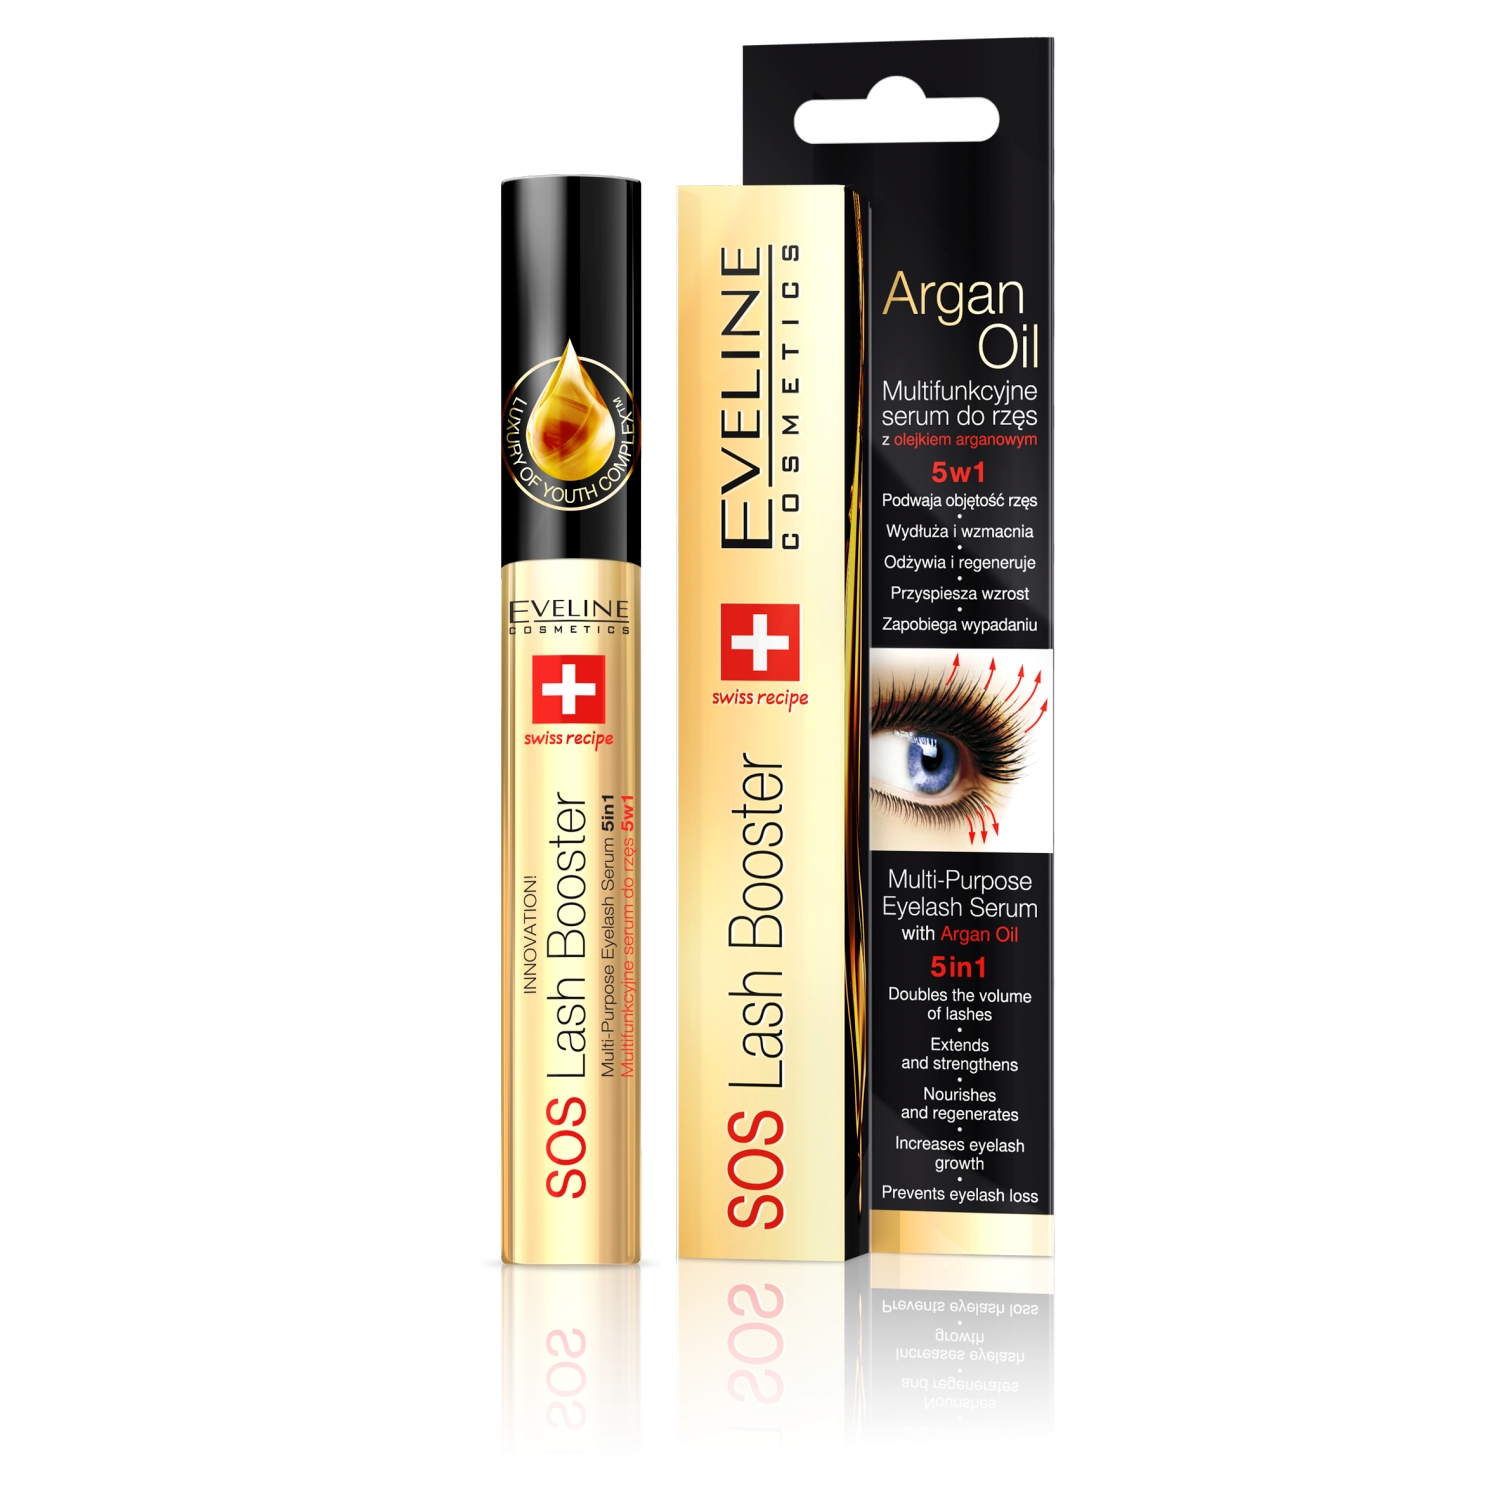 LUXURY OF YOUTH COMPLEX™
EVELINE
COSMETICS
swiss recipe
INNOVATION!
SOS Lash Booster
Multi-Purpose Eyelash Serum 5in1
Multifunkcyjne serum do rzęs 5w1
EVELINE
COSMETICS
swiss recipe
SOS Lash Booster
Argan
Oil
Multifunkcyjne
serum do rzęs
z olejkiem arganowym
5w1
Podwaja objętość rzęs
•
Wydłuża i wzmacnia
•
Odżywia i regeneruje
•
Przyspiesza wzrost
•
Zapobiega wypadaniu
Multi-Purpose
Eyelash Serum
with Argan Oil
5in1
Doubles the volume
of lashes
•
Extends
and strengthens
•
Nourishes
and regenerates
•
Increases eyelash
growth
•
Prevents eyelash loss